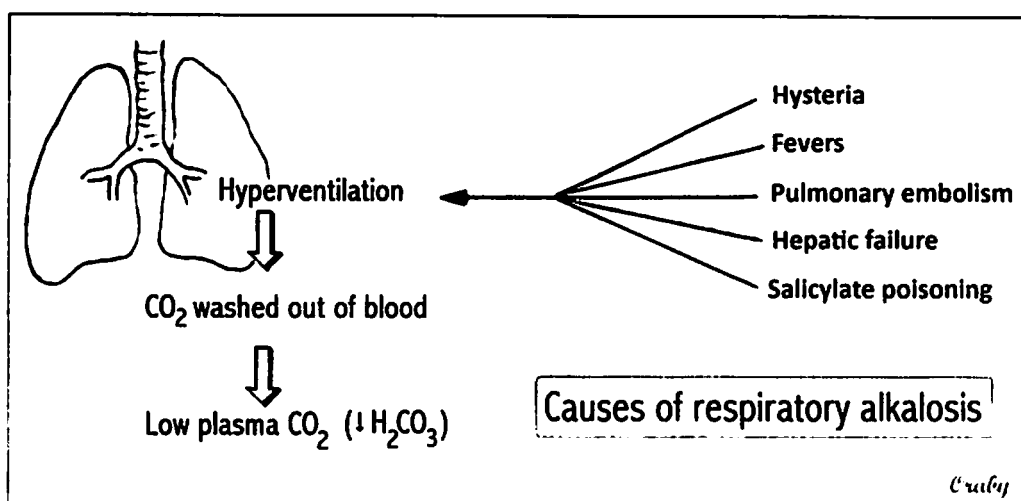 Hysteria
Fevers
Hyperventilation
Pulmonary embolism
Hepatic failure
Salicylate poisoning
CO₂ washed out of blood
Low plasma CO₂ (↓H₂CO₃)
Causes of respiratory alkalosis